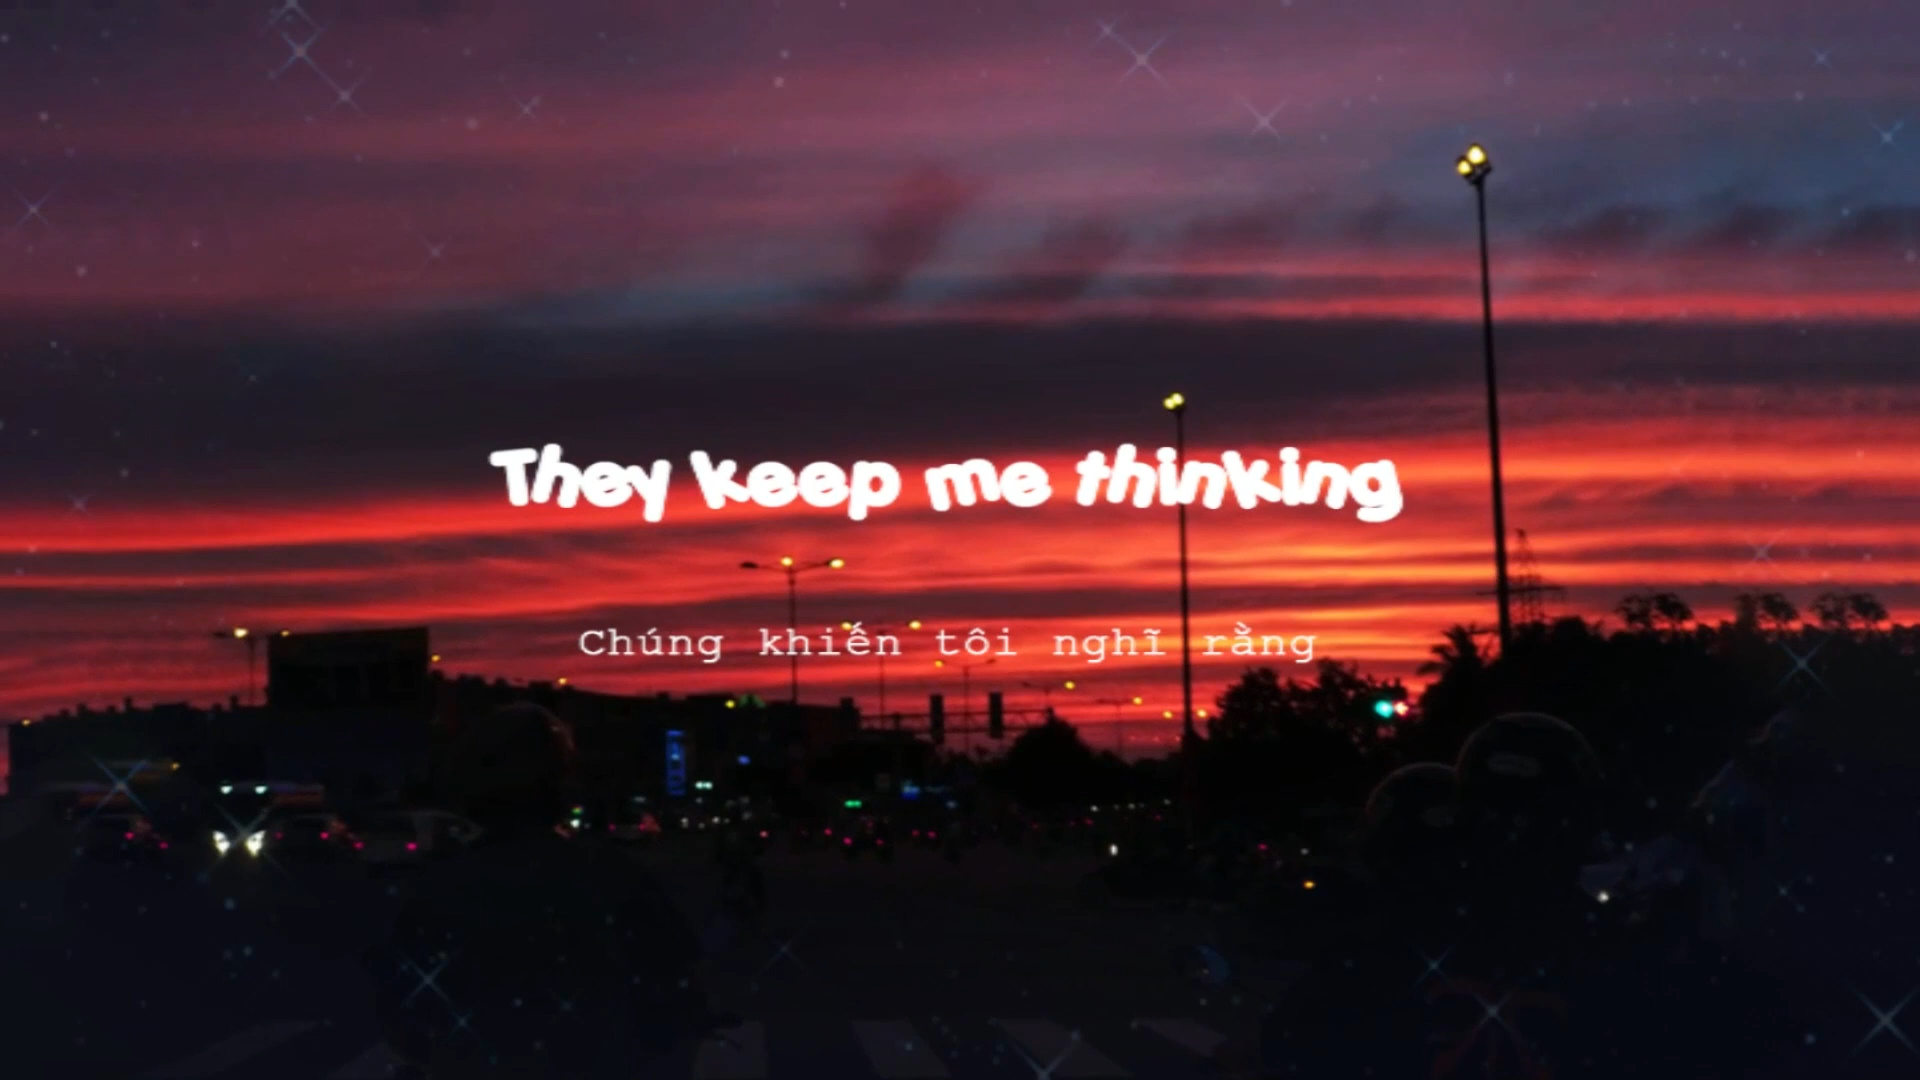 They keep me thinking
Chúng khiến tôi nghĩ rằng